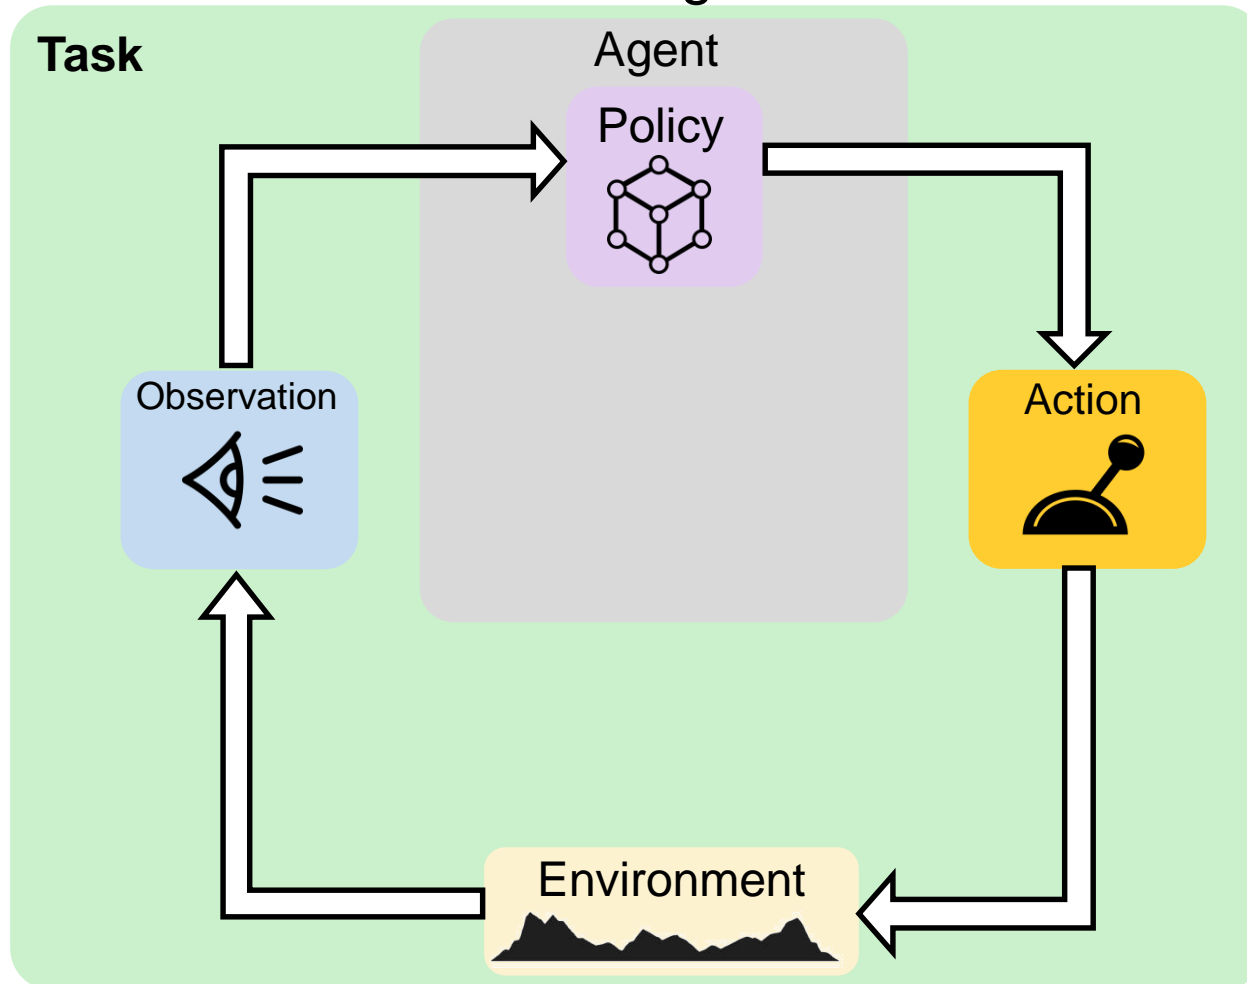 Task
Agent
Policy
Observation
Action
Environment